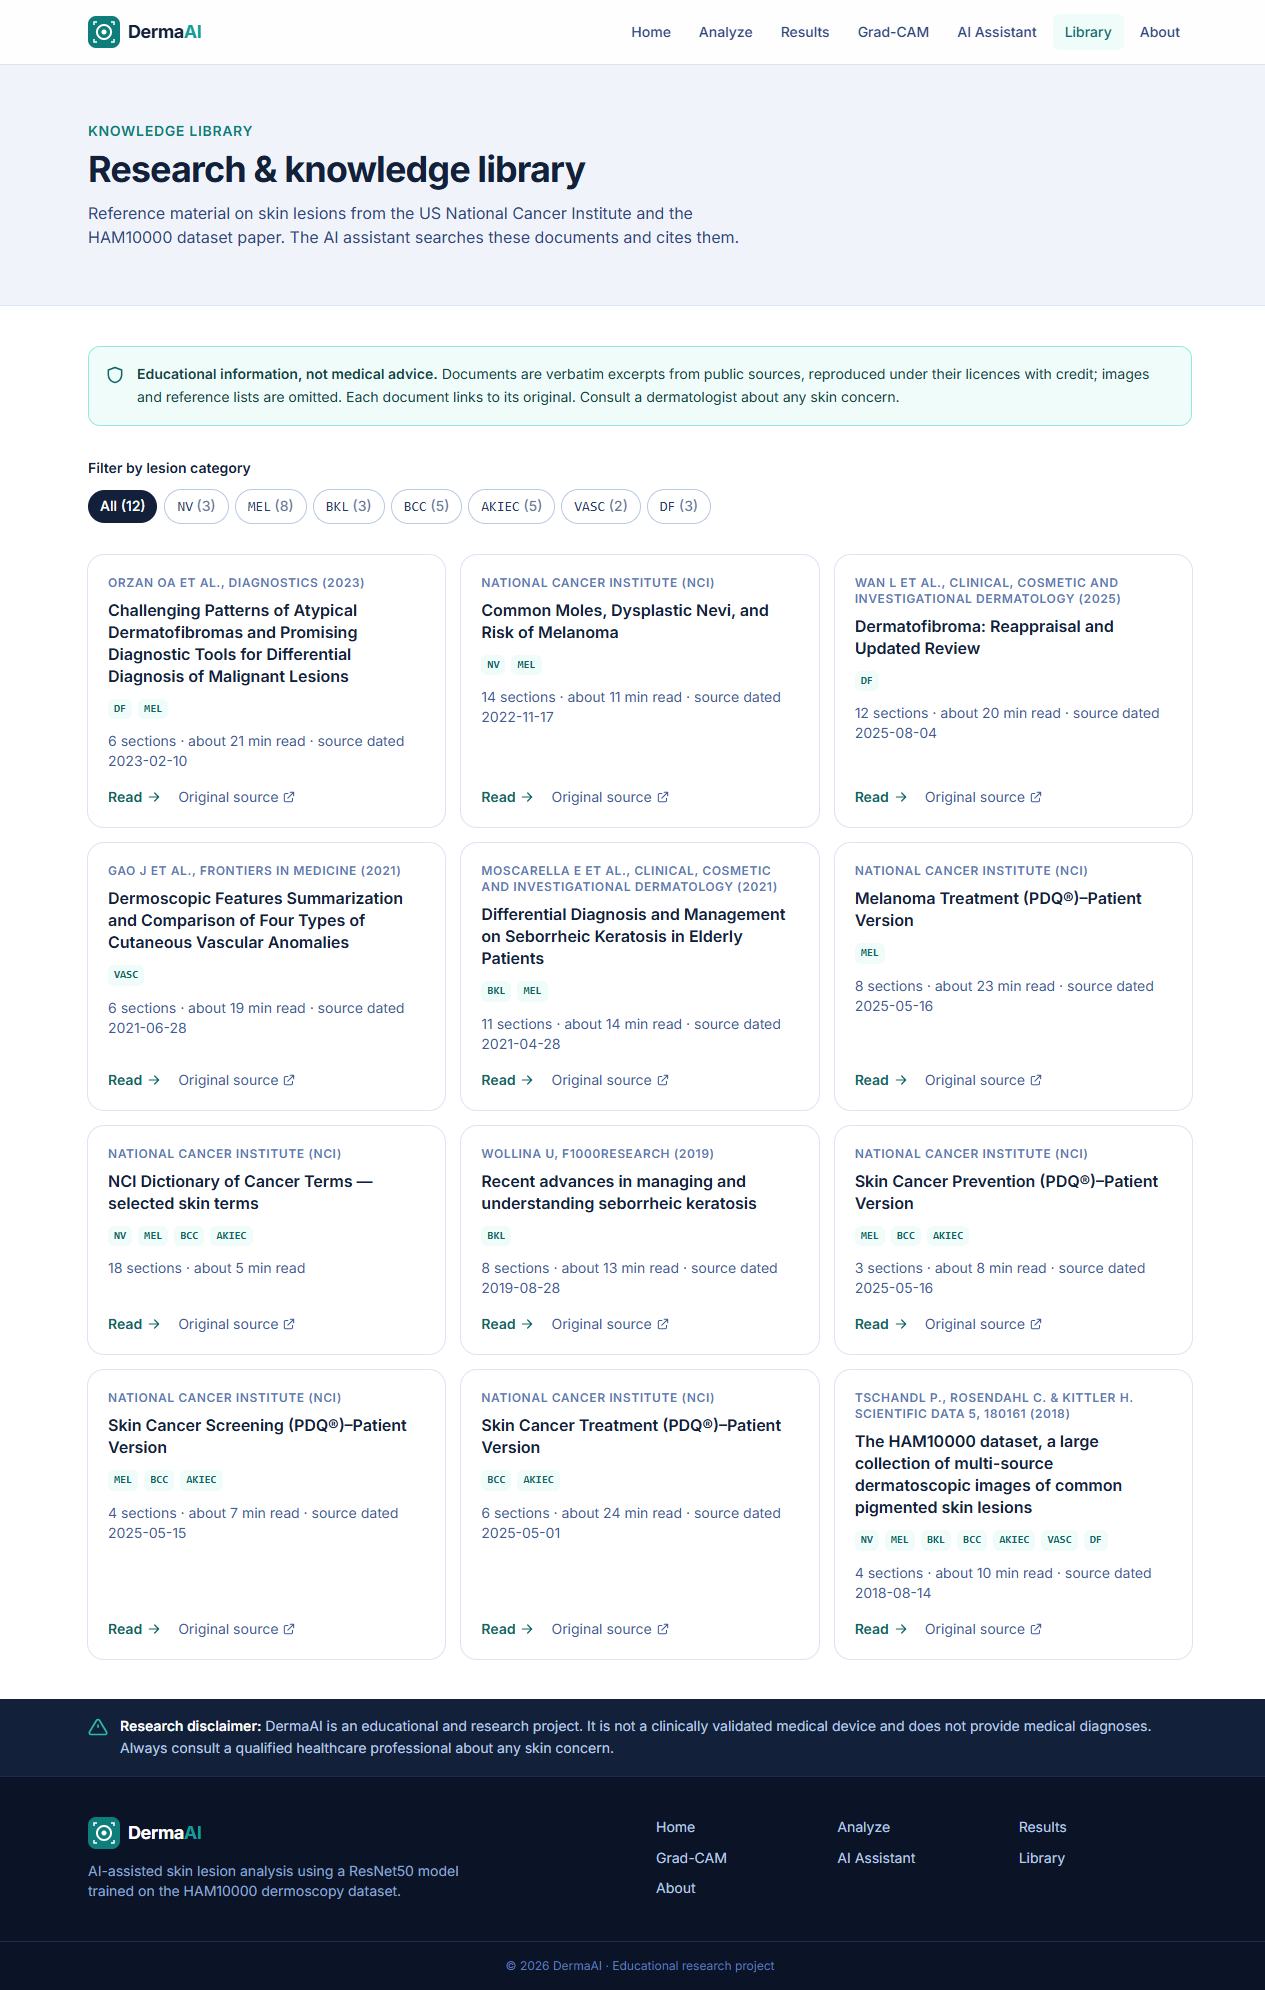 DermaAI
Home Analyze Results Grad-CAM AI Assistant Library About
KNOWLEDGE LIBRARY
Research & knowledge library
Reference material on skin lesions from the US National Cancer Institute and the
HAM10000 dataset paper. The AI assistant searches these documents and cites them.
Educational information, not medical advice. Documents are verbatim excerpts from public sources, reproduced under their licences with credit; images
and reference lists are omitted. Each document links to its original. Consult a dermatologist about any skin concern.
Filter by lesion category
All (12) NV (3) MEL (8) BKL (3) BCC (5) AKIEC (5) VASC (2) DF (3)
ORZAN OA ET AL., DIAGNOSTICS (2023)
Challenging Patterns of Atypical
Dermatofibromas and Promising
Diagnostic Tools for Differential
Diagnosis of Malignant Lesions
DF MEL
6 sections · about 21 min read · source dated
2023-02-10
Read → Original source
NATIONAL CANCER INSTITUTE (NCI)
Common Moles, Dysplastic Nevi, and
Risk of Melanoma
NV MEL
14 sections · about 11 min read · source dated
2022-11-17
Read → Original source
WAN L ET AL., CLINICAL, COSMETIC AND
INVESTIGATIONAL DERMATOLOGY (2025)
Dermatofibroma: Reappraisal and
Updated Review
DF
12 sections · about 20 min read · source dated
2025-08-04
Read → Original source
GAO J ET AL., FRONTIERS IN MEDICINE (2021)
Dermoscopic Features Summarization
and Comparison of Four Types of
Cutaneous Vascular Anomalies
VASC
6 sections · about 19 min read · source dated
2021-06-28
Read → Original source
MOSCARELLA E ET AL., CLINICAL, COSMETIC
AND INVESTIGATIONAL DERMATOLOGY (2021)
Differential Diagnosis and Management
on Seborrheic Keratosis in Elderly
Patients
BKL MEL
11 sections · about 14 min read · source dated
2021-04-28
Read → Original source
NATIONAL CANCER INSTITUTE (NCI)
Melanoma Treatment (PDQ®)–Patient
Version
MEL
8 sections · about 23 min read · source dated
2025-05-16
Read → Original source
NATIONAL CANCER INSTITUTE (NCI)
NCI Dictionary of Cancer Terms —
selected skin terms
NV MEL BCC AKIEC
18 sections · about 5 min read
Read → Original source
WOLLINA U, F1000RESEARCH (2019)
Recent advances in managing and
understanding seborrheic keratosis
BKL
8 sections · about 13 min read · source dated
2019-08-28
Read → Original source
NATIONAL CANCER INSTITUTE (NCI)
Skin Cancer Prevention (PDQ®)–Patient
Version
MEL BCC AKIEC
3 sections · about 8 min read · source dated
2025-05-16
Read → Original source
NATIONAL CANCER INSTITUTE (NCI)
Skin Cancer Screening (PDQ®)–Patient
Version
MEL BCC AKIEC
4 sections · about 7 min read · source dated
2025-05-15
Read → Original source
NATIONAL CANCER INSTITUTE (NCI)
Skin Cancer Treatment (PDQ®)–Patient
Version
BCC AKIEC
6 sections · about 24 min read · source dated
2025-05-01
Read → Original source
TSCHANDL P., ROSENDAHL C. & KITTLER H.
SCIENTIFIC DATA 5, 180161 (2018)
The HAM10000 dataset, a large
collection of multi-source
dermatoscopic images of common
pigmented skin lesions
NV MEL BKL BCC AKIEC VASC DF
4 sections · about 10 min read · source dated
2018-08-14
Read → Original source
Research disclaimer: DermaAI is an educational and research project. It is not a clinically validated medical device and does not provide medical diagnoses.
Always consult a qualified healthcare professional about any skin concern.
DermaAI
AI-assisted skin lesion analysis using a ResNet50 model
trained on the HAM10000 dermoscopy dataset.
Home Analyze Results
Grad-CAM AI Assistant Library
About
© 2026 DermaAI · Educational research project